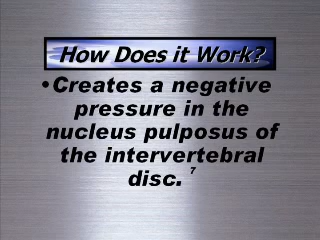 How Does it Work?
•Creates a negative
pressure in the
nucleus pulposus of
the intervertebral
disc. 7